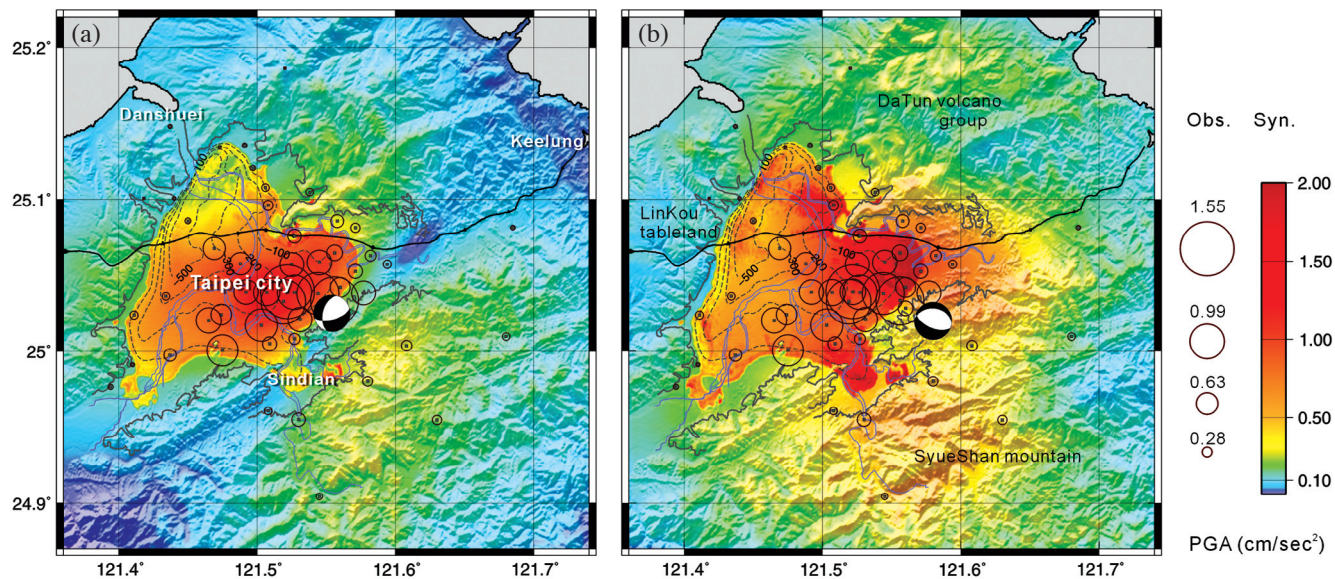 (a)
(b)
25.2°
25.1°
25°
24.9°
121.4
121.5
121.6
121.7
121.4
121.5
121.6
121.7
Danshuei
Keelung
Taipei city
Sindian
-100
-500
-300
-200
-100
DaTun volcano
group
LinKou
tableland
SyueShan mountain
-100
-500
-300
-200
-100
Obs.
Syn.
1.55
0.99
0.63
0.28
2.00
1.50
1.00
0.50
0.10
PGA (cm/sec²)